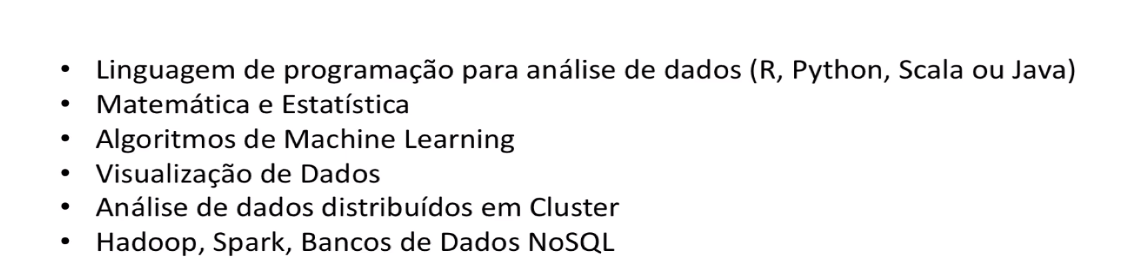 • Linguagem de programação para análise de dados (R, Python, Scala ou Java)
• Matemática e Estatística
• Algoritmos de Machine Learning
• Visualização de Dados
• Análise de dados distribuídos em Cluster
• Hadoop, Spark, Bancos de Dados NoSQL